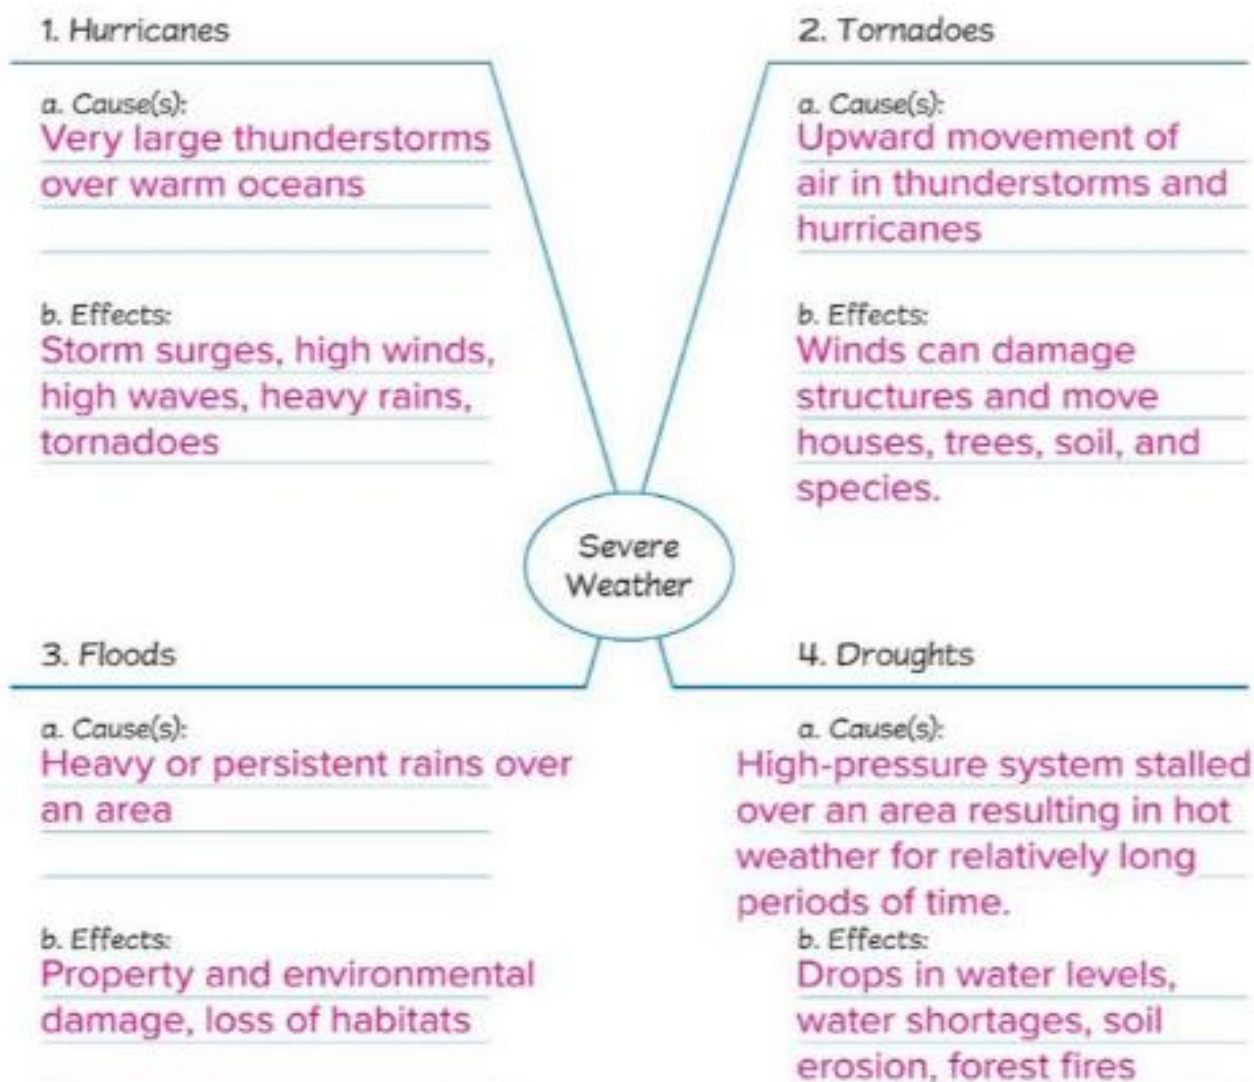 1. Hurricanes
a. Cause(s):
Very large thunderstorms
over warm oceans
b. Effects:
Storm surges, high winds,
high waves, heavy rains,
tornadoes
2. Tornadoes
a. Cause(s):
Upward movement of
air in thunderstorms and
hurricanes
b. Effects:
Winds can damage
structures and move
houses, trees, soil, and
species.
Severe
Weather
3. Floods
a. Cause(s):
Heavy or persistent rains over
an area
b. Effects:
Property and environmental
damage, loss of habitats
4. Droughts
a. Cause(s):
High-pressure system stalled
over an area resulting in hot
weather for relatively long
periods of time.
b. Effects:
Drops in water levels,
water shortages, soil
erosion, forest fires